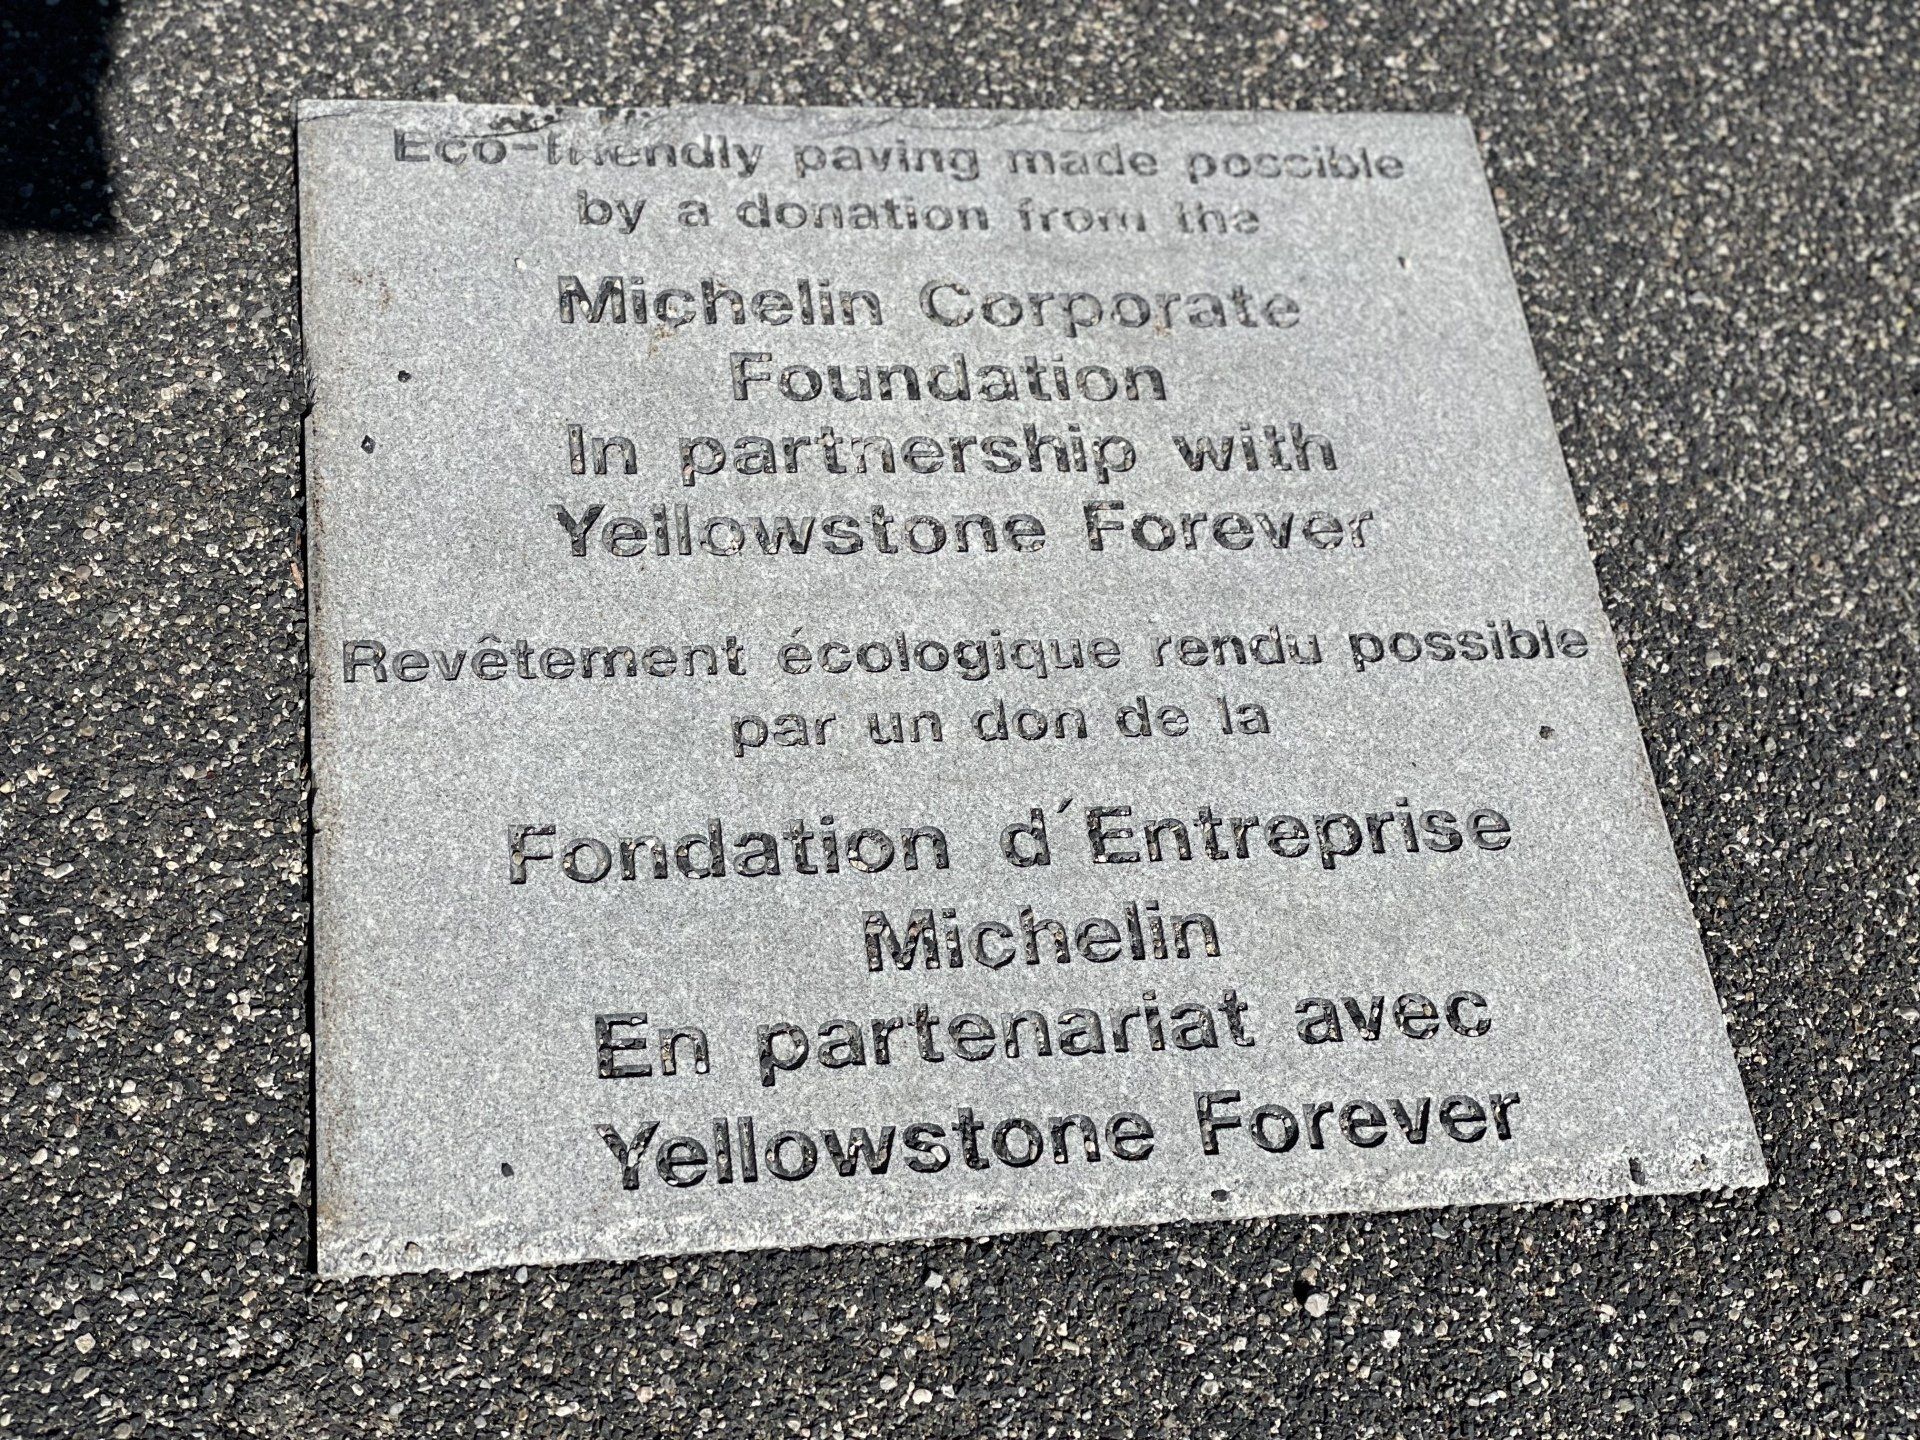 Eco-friendly paving made possible
by a donation from the
Michelin Corporate
Foundation
In partnership with
Yellowstone Forever
Revêtement écologique rendu possible
par un don de la
Fondation d´Entreprise
Michelin
En partenariat avec
Yellowstone Forever